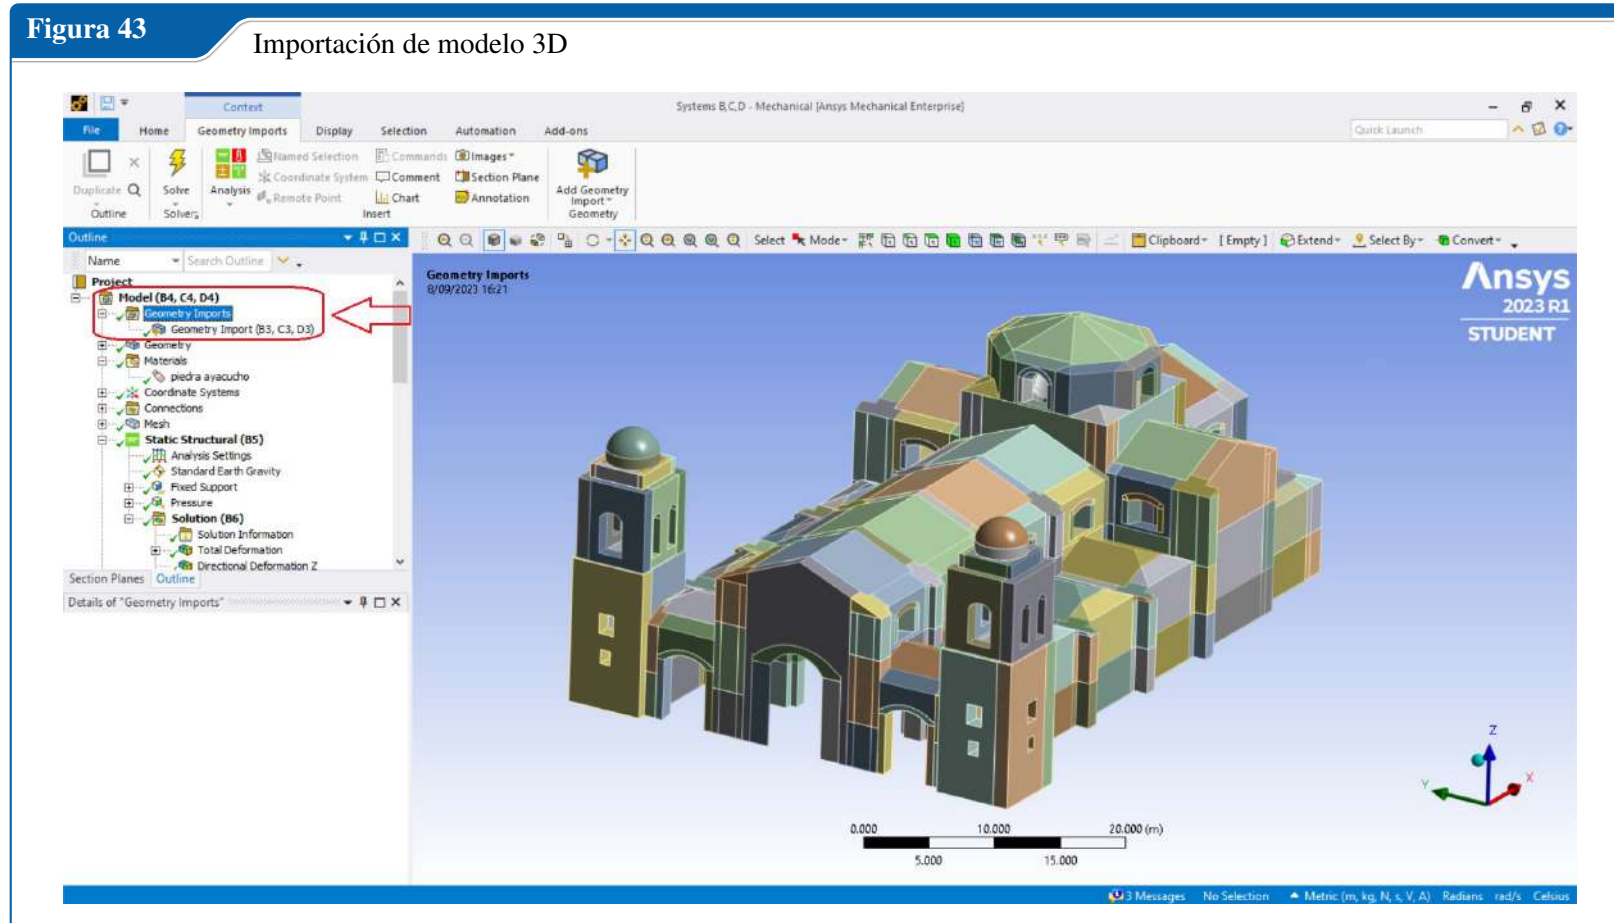 Figura 43
Importación de modelo 3D
Context
Systems B,C,D - Mechanical [Ansys Mechanical Enterprise]
File Home Geometry Imports Display Selection Automation Add-ons
Quick Launch
Named Selection Commands Images
Coordinate System Comment Section Plane
Remote Point Chart Annotation
Duplicate
Solve
Analysis
Add Geometry
Import
Outline Solvers Insert Geometry
Outline
Select Mode Clipboard [Empty] Extend Select By Convert
Name Search Outline
Project
Model (B4, C4, D4)
Geometry Imports
Geometry Import (B3, C3, D3)
Geometry
Materials
piedra ayacucho
Coordinate Systems
Connections
Mesh
Static Structural (B5)
Analysis Settings
Standard Earth Gravity
Fixed Support
Pressure
Solution (B6)
Solution Information
Total Deformation
Directional Deformation Z
Section Planes Outline
Details of "Geometry Imports"
Geometry Imports
8/09/2023 16:21
Ansys
2023 R1
STUDENT
Z
Y
X
0.000 10.000 20.000 (m)
5.000 15.000
3 Messages No Selection Metric (m, kg, N, s, V, A) Radians rad/s Celsius